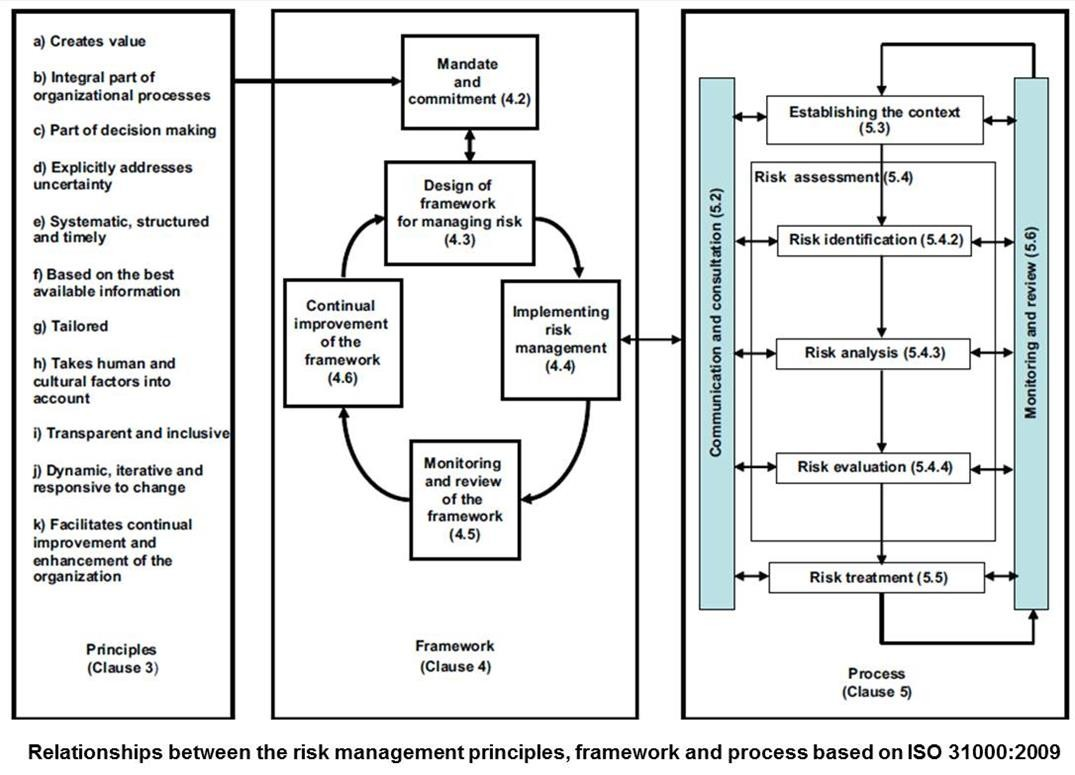 a) Creates value
b) Integral part of
organizational processes
c) Part of decision making
d) Explicitly addresses
uncertainty
e) Systematic, structured
and timely
f) Based on the best
available information
g) Tailored
h) Takes human and
cultural factors into
account
i) Transparent and inclusive
j) Dynamic, iterative and
responsive to change
k) Facilitates continual
improvement and
enhancement of the
organization
Principles
(Clause 3)
Mandate
and
commitment (4.2)
Design of
framework
for managing risk
(4.3)
Implementing
risk
management
(4.4)
Monitoring
and review
of the
framework
(4.5)
Continual
improvement
of the
framework
(4.6)
Framework
(Clause 4)
Communication and consultation (5.2)
Establishing the context
(5.3)
Risk assessment (5.4)
Risk identification (5.4.2)
Risk analysis (5.4.3)
Risk evaluation (5.4.4)
Risk treatment (5.5)
Monitoring and review (5.6)
Process
(Clause 5)
Relationships between the risk management principles, framework and process based on ISO 31000:2009